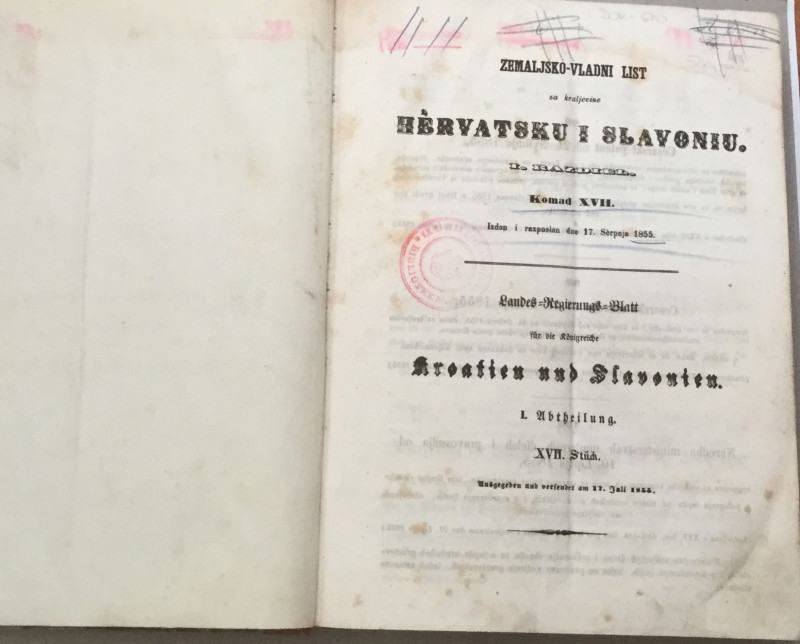 ZEMALJSKO-VLADNI LIST
za kraljevine
HÈRVATSKU I SLAVONIU.
I. RAZDIEL.
Komad XVII.
Izdan i razposlan dne 17. Sèrpnja 1855.
Landes=Regierungs=Blatt
für die Königreiche
Kroatien und Slavonien.
I. Abtheilung.
XVII. Stück.
Ausgegeben und versendet am 17. Juli 1855.